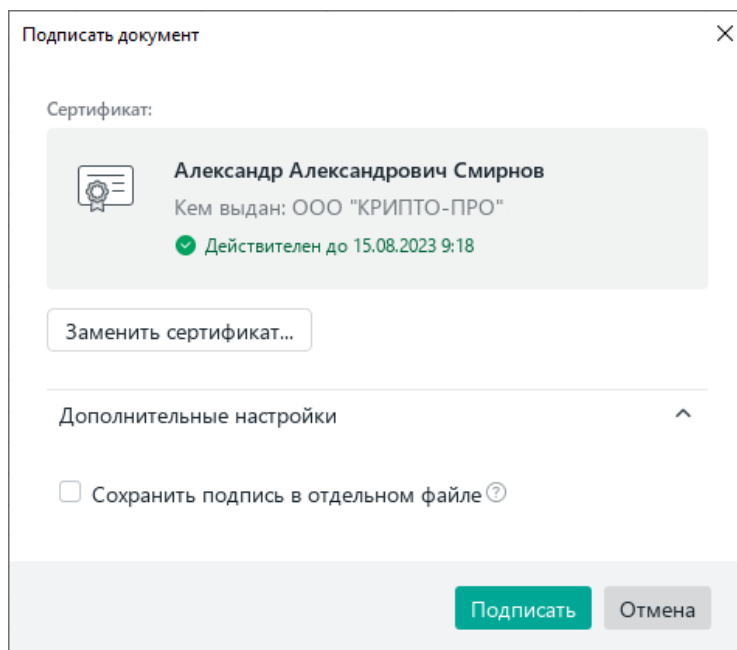 Подписать документ
Сертификат:
Александр Александрович Смирнов
Кем выдан: ООО "КРИПТО-ПРО"
Действителен до 15.08.2023 9:18
Заменить сертификат...
Дополнительные настройки
Сохранить подпись в отдельном файле ?
Подписать Отмена